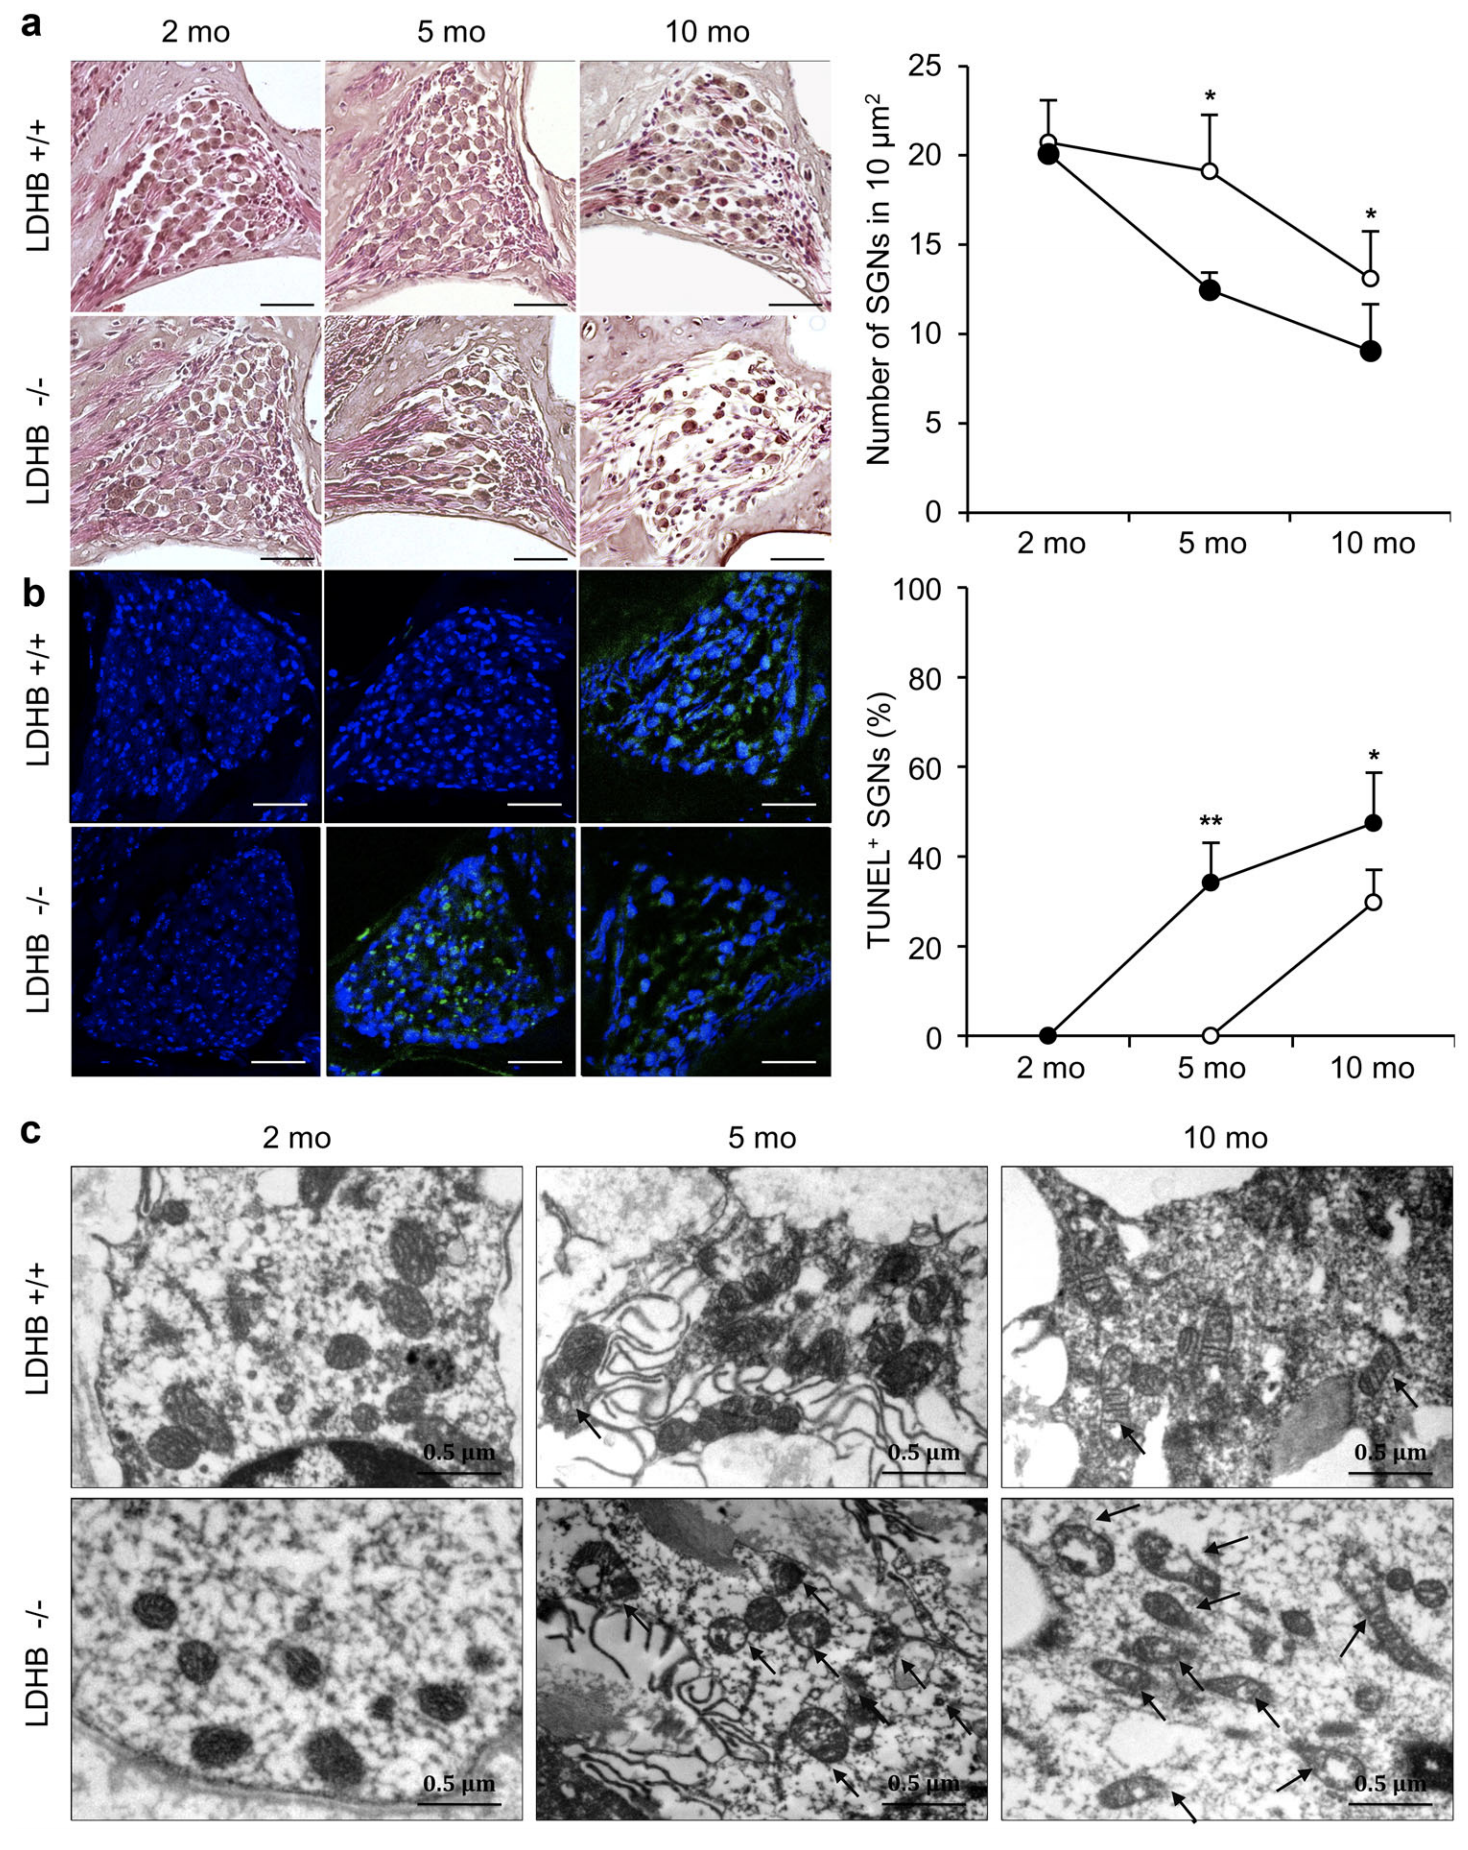 a
2 mo 5 mo 10 mo
LDHB +/+
LDHB -/-
Number of SGNs in 10 µm²
25
20
15
10
5
0
* *
2 mo 5 mo 10 mo
b
LDHB +/+
LDHB -/-
TUNEL⁺ SGNs (%)
100
80
60
40
20
0
** *
2 mo 5 mo 10 mo
c
2 mo 5 mo 10 mo
LDHB +/+
0.5 µm 0.5 µm 0.5 µm
LDHB -/-
0.5 µm 0.5 µm 0.5 µm